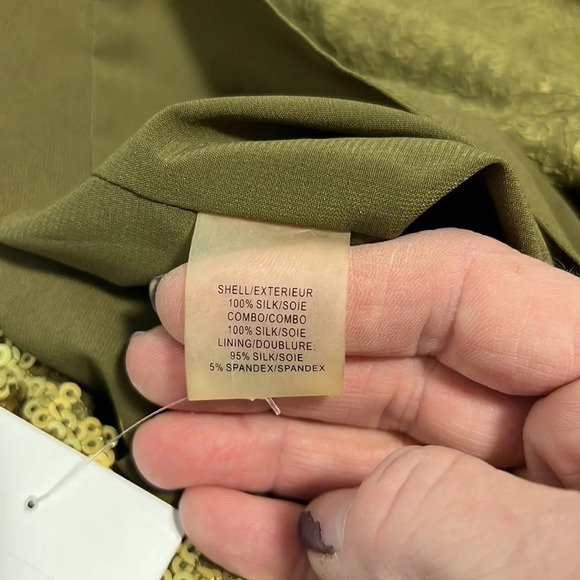 SHELL/EXTERIEUR:
100% SILK/SOIE
COMBO/COMBO
100% SILK/SOIE
LINING/DOUBLURE:
95% SILK/SOIE
5% SPANDEX/SPANDEX